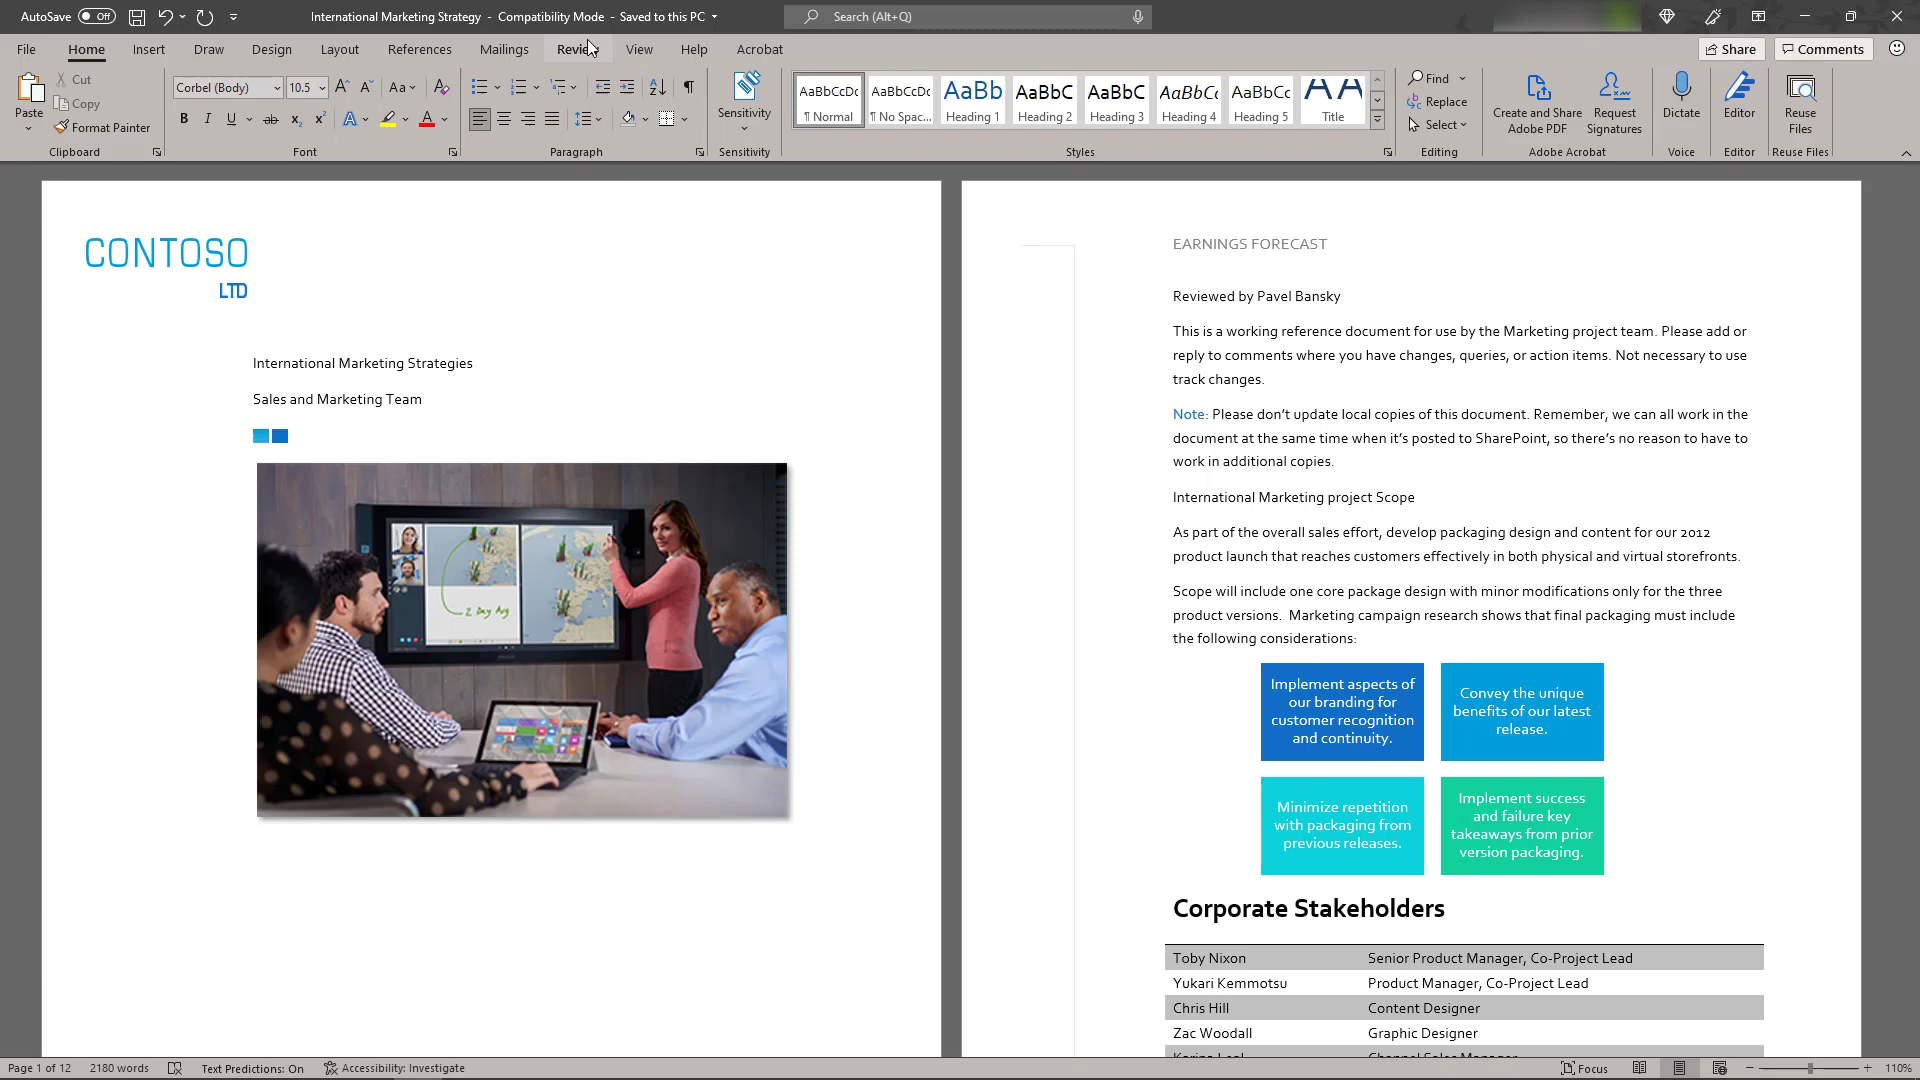 AutoSave Off International Marketing Strategy - Compatibility Mode - Saved to this PC Search (Alt+Q)
File Home Insert Draw Design Layout References Mailings Review View Help Acrobat Share Comments
Paste
Cut
Copy
Format Painter
Clipboard
Corbel (Body) 10.5
Font
Paragraph
Sensitivity
Sensitivity
AaBbCcDc AaBbCcDc AaBb AaBbC AaBbC AaBbCc AaBbCc AA
¶ Normal ¶ No Spac... Heading 1 Heading 2 Heading 3 Heading 4 Heading 5 Title
Styles
Find
Replace
Select
Editing
Create and Share
Adobe PDF
Request
Signatures
Adobe Acrobat
Dictate
Voice
Editor
Editor
Reuse
Files
Reuse Files
CONTOSO
LTD
International Marketing Strategies
Sales and Marketing Team
2 Day Avg
EARNINGS FORECAST
Reviewed by Pavel Bansky
This is a working reference document for use by the Marketing project team. Please add or
reply to comments where you have changes, queries, or action items. Not necessary to use
track changes.
Note: Please don’t update local copies of this document. Remember, we can all work in the
document at the same time when it’s posted to SharePoint, so there’s no reason to have to
work in additional copies.
International Marketing project Scope
As part of the overall sales effort, develop packaging design and content for our 2012
product launch that reaches customers effectively in both physical and virtual storefronts.
Scope will include one core package design with minor modifications only for the three
product versions. Marketing campaign research shows that final packaging must include
the following considerations:
Implement aspects of
our branding for
customer recognition
and continuity.
Convey the unique
benefits of our latest
release.
Minimize repetition
with packaging from
previous releases.
Implement success
and failure key
takeaways from prior
version packaging.
Corporate Stakeholders
Toby Nixon Senior Product Manager, Co-Project Lead
Yukari Kemmotsu Product Manager, Co-Project Lead
Chris Hill Content Designer
Zac Woodall Graphic Designer
Page 1 of 12 2180 words Text Predictions: On Accessibility: Investigate Focus 110%